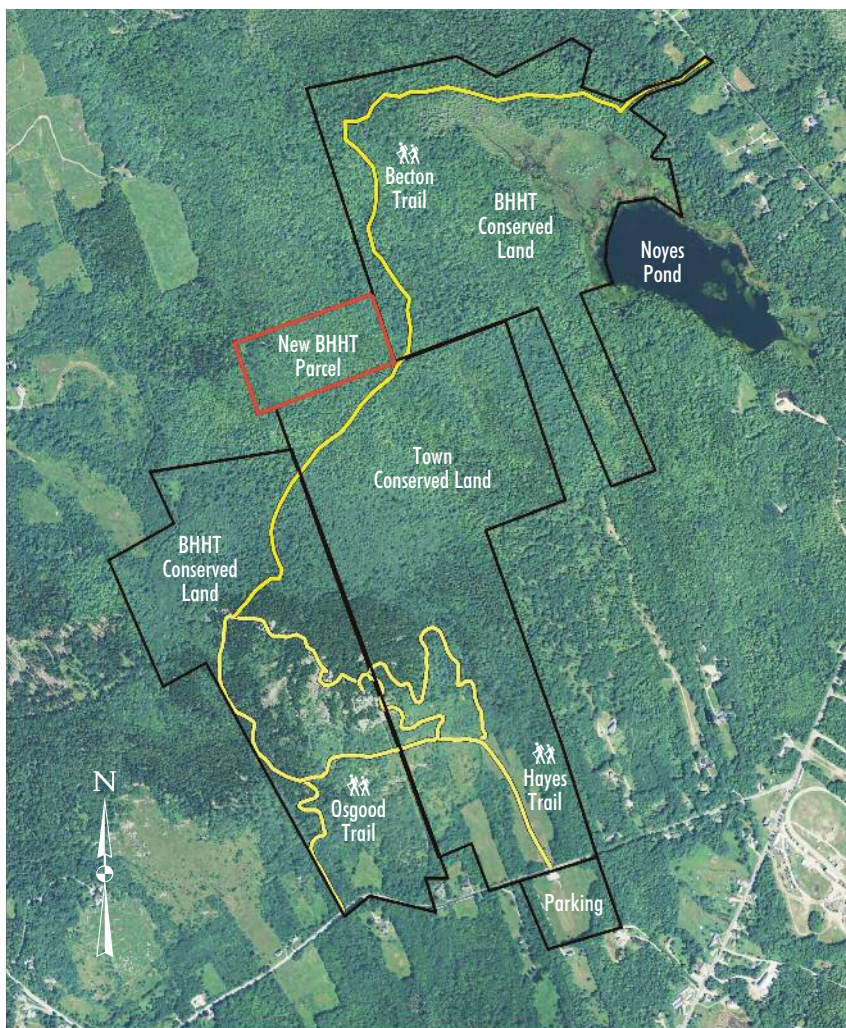 Becton
Trail
BHHT
Conserved
Land
Noyes
Pond
New BHHT
Parcel
Town
Conserved Land
BHHT
Conserved
Land
N
Hayes
Trail
Osgood
Trail
Parking